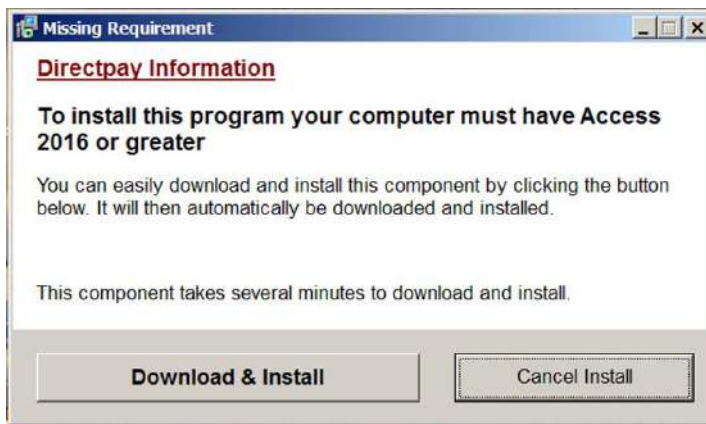 Missing Requirement
Directpay Information
To install this program your computer must have Access
2016 or greater
You can easily download and install this component by clicking the button
below. It will then automatically be downloaded and installed.
This component takes several minutes to download and install.
Download & Install
Cancel Install